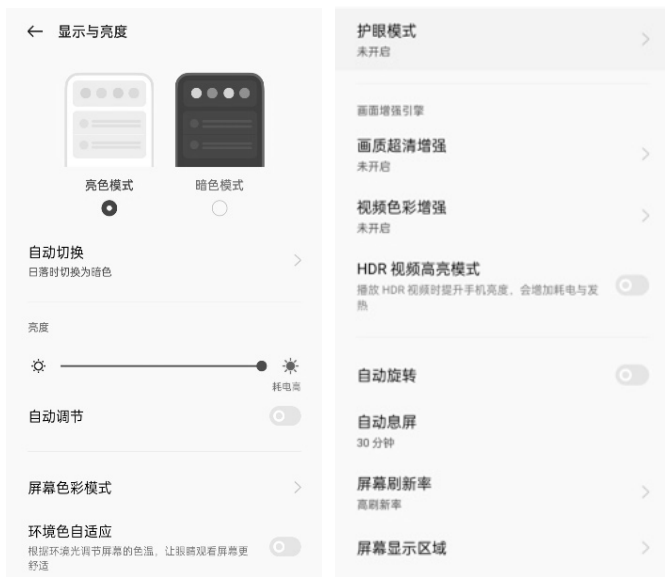 显示与亮度
亮色模式
暗色模式
自动切换
日落时切换为暗色
亮度
耗电高
自动调节
屏幕色彩模式
环境色自适应
根据环境光调节屏幕的色温，让眼睛观看屏幕更
舒适
护眼模式
未开启
画面增强引擎
画质超清增强
未开启
视频色彩增强
未开启
HDR 视频高亮模式
播放 HDR 视频时提升手机亮度，会增加耗电与发
热
自动旋转
自动息屏
30 分钟
屏幕刷新率
高刷新率
屏幕显示区域